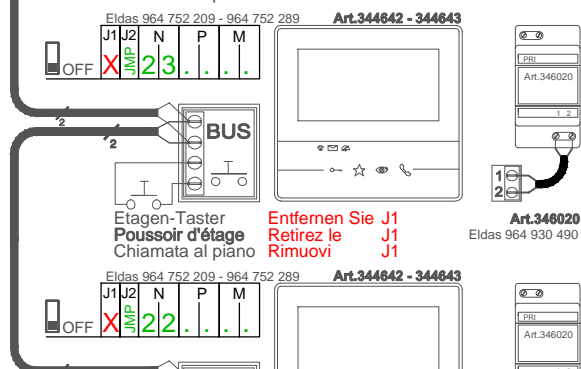 Eldas 964 752 209 - 964 752 289 Art.344642 - 344643
J1 J2 N P M
OFF X JMP 2 3 . . . .
PRI
Art.346020
1 2
2
2
BUS
1
2
Etagen-Taster Entfernen Sie J1
Poussoir d'étage Retirez le J1
Chiamata al piano Rimuovi J1
Art.346020
Eldas 964 930 490
Eldas 964 752 209 - 964 752 289 Art.344642 - 344643
J1 J2 N P M
OFF X JMP 2 2 . . . .
PRI
Art.346020